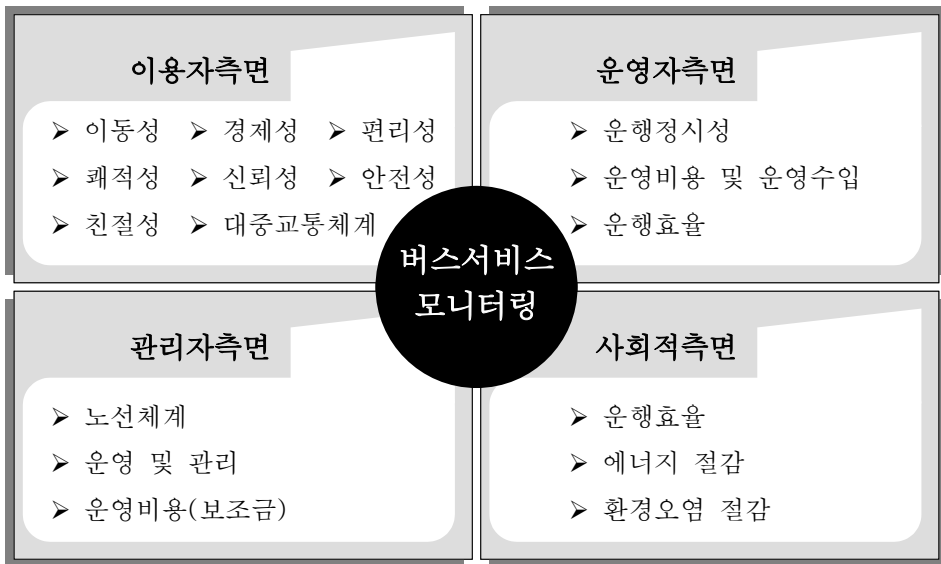 이용자측면
➢ 이동성 ➢ 경제성 ➢ 편리성
➢ 쾌적성 ➢ 신뢰성 ➢ 안전성
➢ 친절성 ➢ 대중교통체계
운영자측면
➢ 운행정시성
➢ 운영비용 및 운영수입
➢ 운행효율
버스서비스
모니터링
관리자측면
➢ 노선체계
➢ 운영 및 관리
➢ 운영비용(보조금)
사회적측면
➢ 운행효율
➢ 에너지 절감
➢ 환경오염 절감